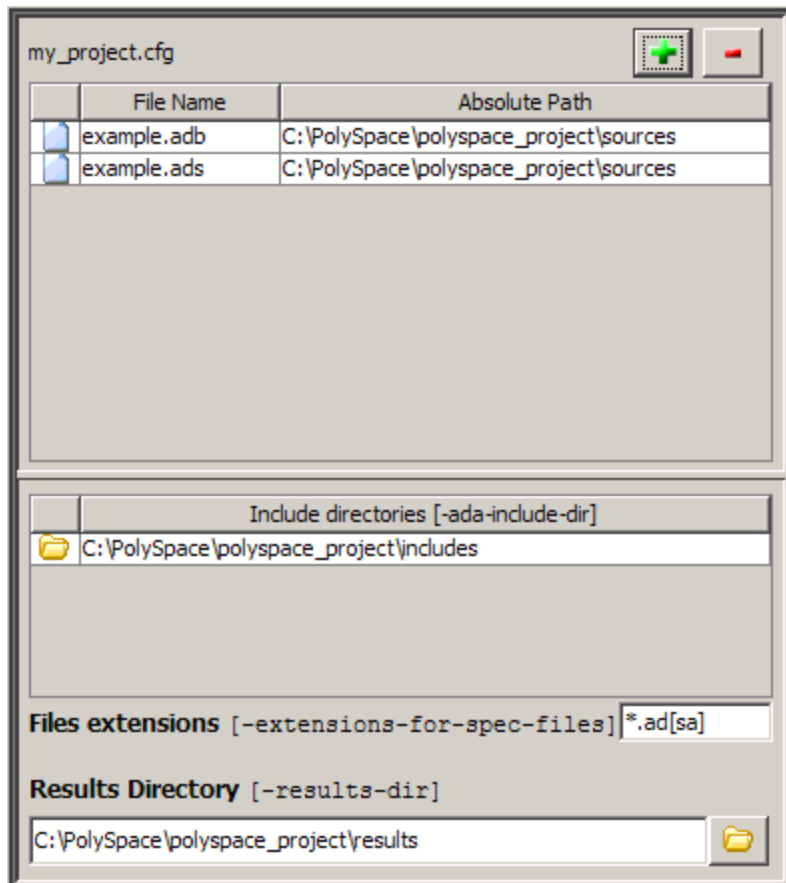 my_project.cfg
File Name Absolute Path
example.adb C:\PolySpace\polyspace_project\sources
example.ads C:\PolySpace\polyspace_project\sources
Include directories [-ada-include-dir]
C:\PolySpace\polyspace_project\includes
Files extensions [-extensions-for-spec-files] *.ad[sa]
Results Directory [-results-dir]
C:\PolySpace\polyspace_project\results